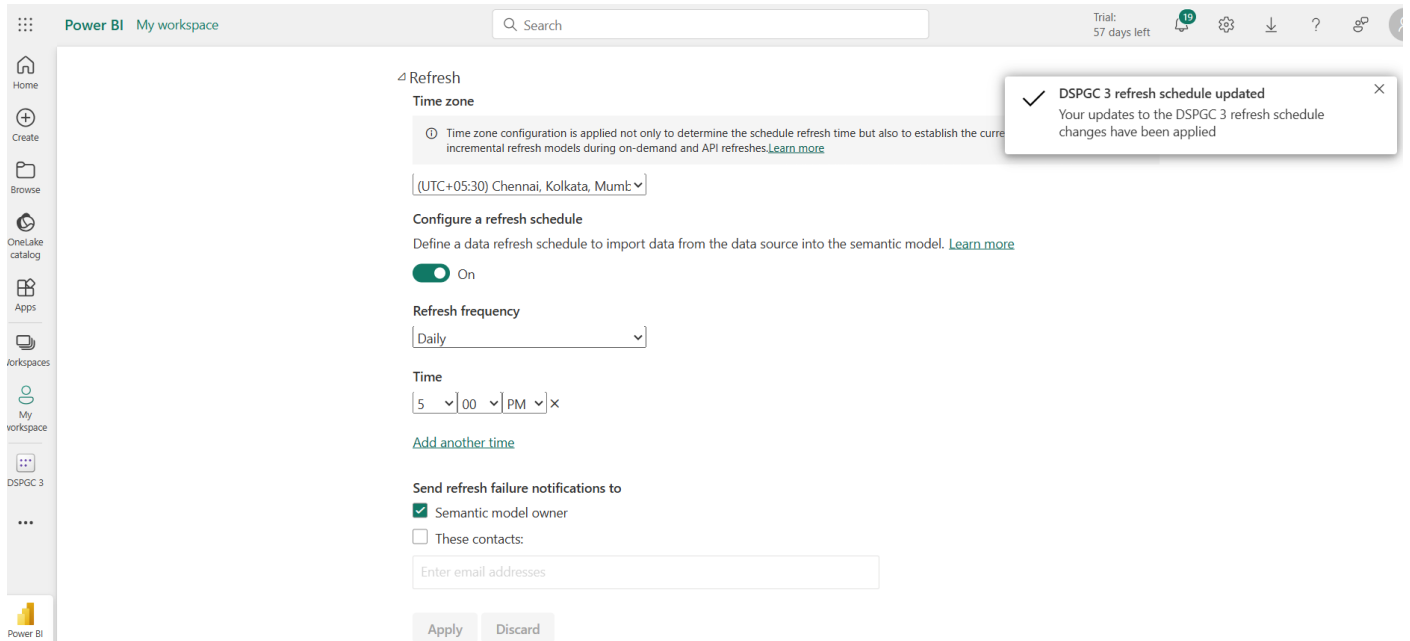 Power BI My workspace
Search
Trial:
57 days left
19
Home
Create
Browse
OneLake
catalog
Apps
Workspaces
My
workspace
DSPGC 3
Power BI
Refresh
Time zone
Time zone configuration is applied not only to determine the schedule refresh time but also to establish the curre
incremental refresh models during on-demand and API refreshes.Learn more
(UTC+05:30) Chennai, Kolkata, Mumb
Configure a refresh schedule
Define a data refresh schedule to import data from the data source into the semantic model. Learn more
On
Refresh frequency
Daily
Time
5 00 PM
Add another time
Send refresh failure notifications to
Semantic model owner
These contacts:
Enter email addresses
Apply Discard
DSPGC 3 refresh schedule updated
Your updates to the DSPGC 3 refresh schedule
changes have been applied